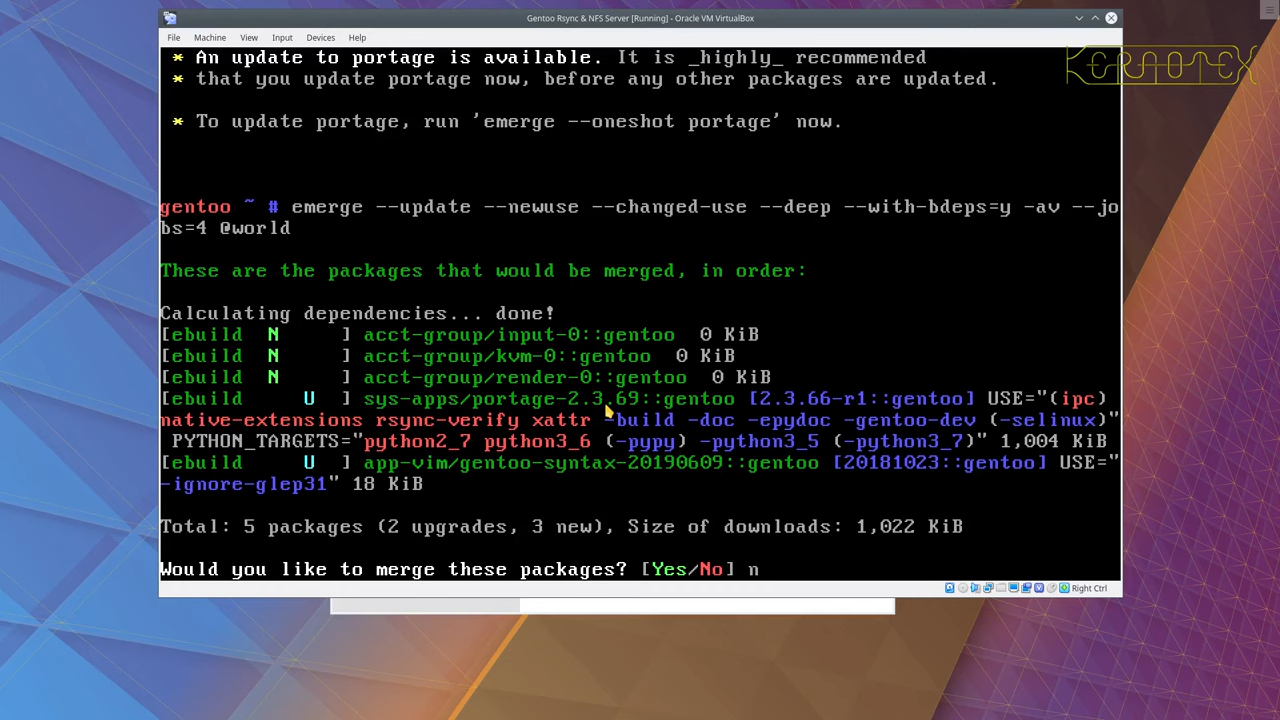 Gentoo Rsync & NFS Server [Running] - Oracle VM VirtualBox
File Machine View Input Devices Help
KERAOTEX
* An update to portage is available. It is _highly_ recommended
* that you update portage now, before any other packages are updated.
* To update portage, run 'emerge --oneshot portage' now.
gentoo ~ # emerge --update --newuse --changed-use --deep --with-bdeps=y -av --jo
bs=4 @world
These are the packages that would be merged, in order:
Calculating dependencies... done!
[ebuild  N     ] acct-group/input-0::gentoo  0 KiB
[ebuild  N     ] acct-group/kvm-0::gentoo  0 KiB
[ebuild  N     ] acct-group/render-0::gentoo  0 KiB
[ebuild     U  ] sys-apps/portage-2.3.69::gentoo [2.3.66-r1::gentoo] USE="(ipc)
native-extensions rsync-verify xattr -build -doc -epydoc -gentoo-dev (-selinux)"
PYTHON_TARGETS="python2_7 python3_6 (-pypy) -python3_5 (-python3_7)" 1,004 KiB
[ebuild     U  ] app-vim/gentoo-syntax-20190609::gentoo [20181023::gentoo] USE="
-ignore-glep31" 18 KiB
Total: 5 packages (2 upgrades, 3 new), Size of downloads: 1,022 KiB
Would you like to merge these packages? [Yes/No] n
Right Ctrl